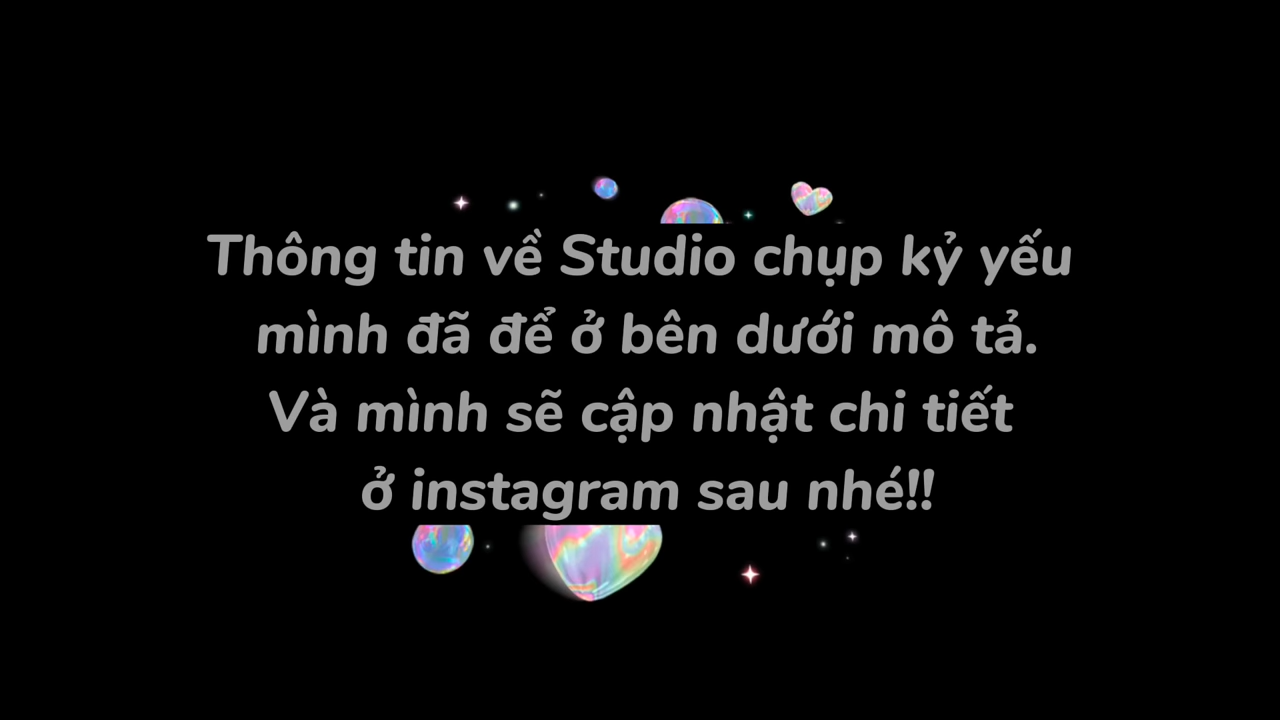 Thông tin về Studio chụp kỷ yếu
mình đã để ở bên dưới mô tả.
Và mình sẽ cập nhật chi tiết
ở instagram sau nhé!!